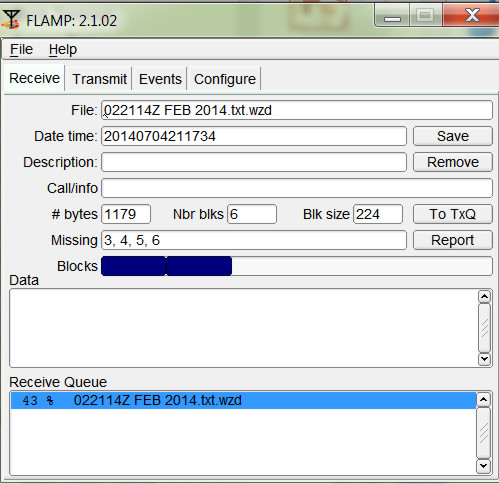 FLAMP: 2.1.02
File Help
Receive Transmit Events Configure
File: 022114Z FEB 2014.txt.wzd
Date time: 20140704211734 Save
Description: Remove
Call/info
# bytes 1179 Nbr blks 6 Blk size 224 To TxQ
Missing 3, 4, 5, 6 Report
Blocks
Data
Receive Queue
43 % 022114Z FEB 2014.txt.wzd